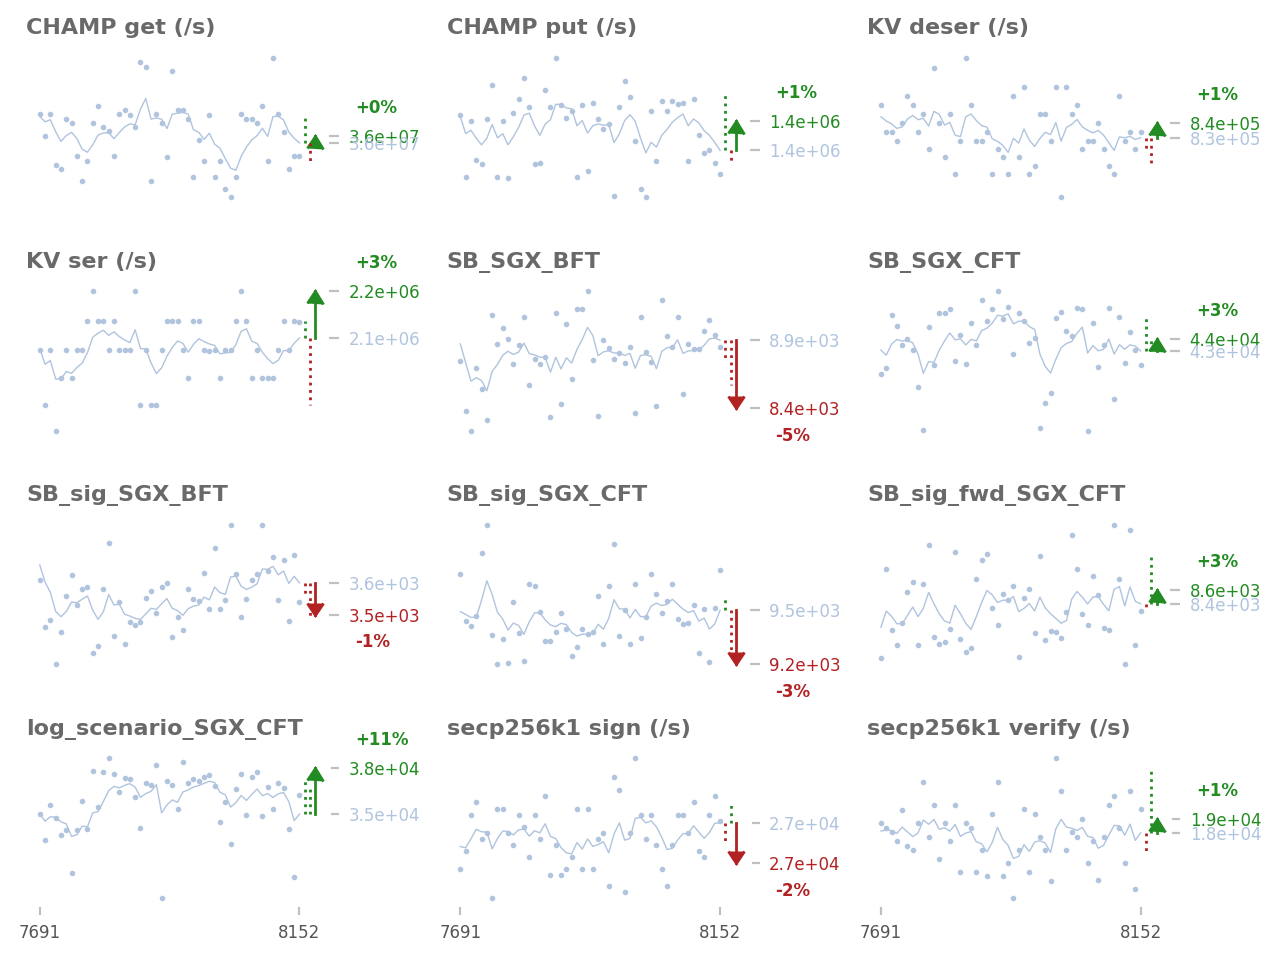 CHAMP get (/s)
+0%
3.6e+07
3.6e+07
CHAMP put (/s)
+1%
1.4e+06
1.4e+06
KV deser (/s)
+1%
8.4e+05
8.3e+05
KV ser (/s)
+3%
2.2e+06
2.1e+06
SB_SGX_BFT
8.9e+03
8.4e+03
-5%
SB_SGX_CFT
+3%
4.4e+04
4.3e+04
SB_sig_SGX_BFT
3.6e+03
3.5e+03
-1%
SB_sig_SGX_CFT
9.5e+03
9.2e+03
-3%
SB_sig_fwd_SGX_CFT
+3%
8.6e+03
8.4e+03
log_scenario_SGX_CFT
+11%
3.8e+04
3.5e+04
7691
8152
secp256k1 sign (/s)
2.7e+04
2.7e+04
-2%
7691
8152
secp256k1 verify (/s)
+1%
1.9e+04
1.8e+04
7691
8152